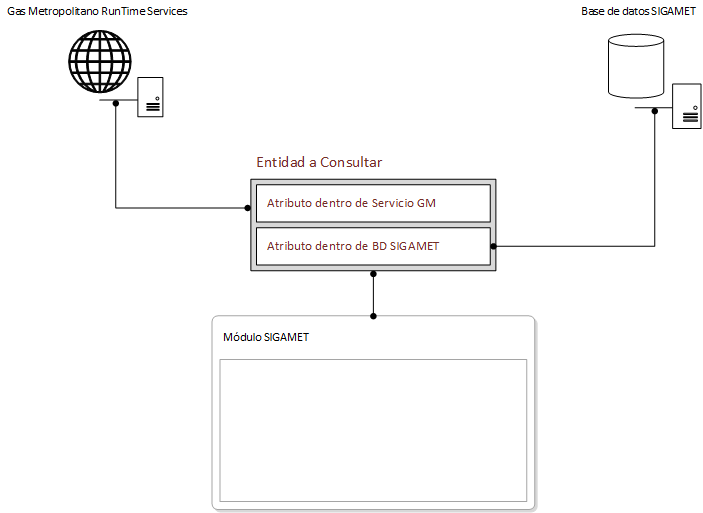 Gas Metropolitano RunTime Services
Base de datos SIGAMET
Entidad a Consultar
Atributo dentro de Servicio GM
Atributo dentro de BD SIGAMET
Módulo SIGAMET